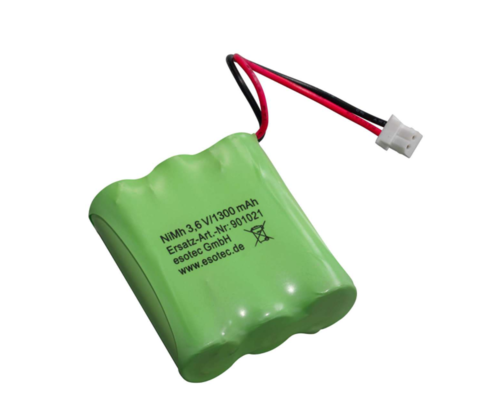 NiMh 3,6 V/1300 mAh
Ersatz-Art.-Nr: 901021
esotec GmbH
www.esotec.de